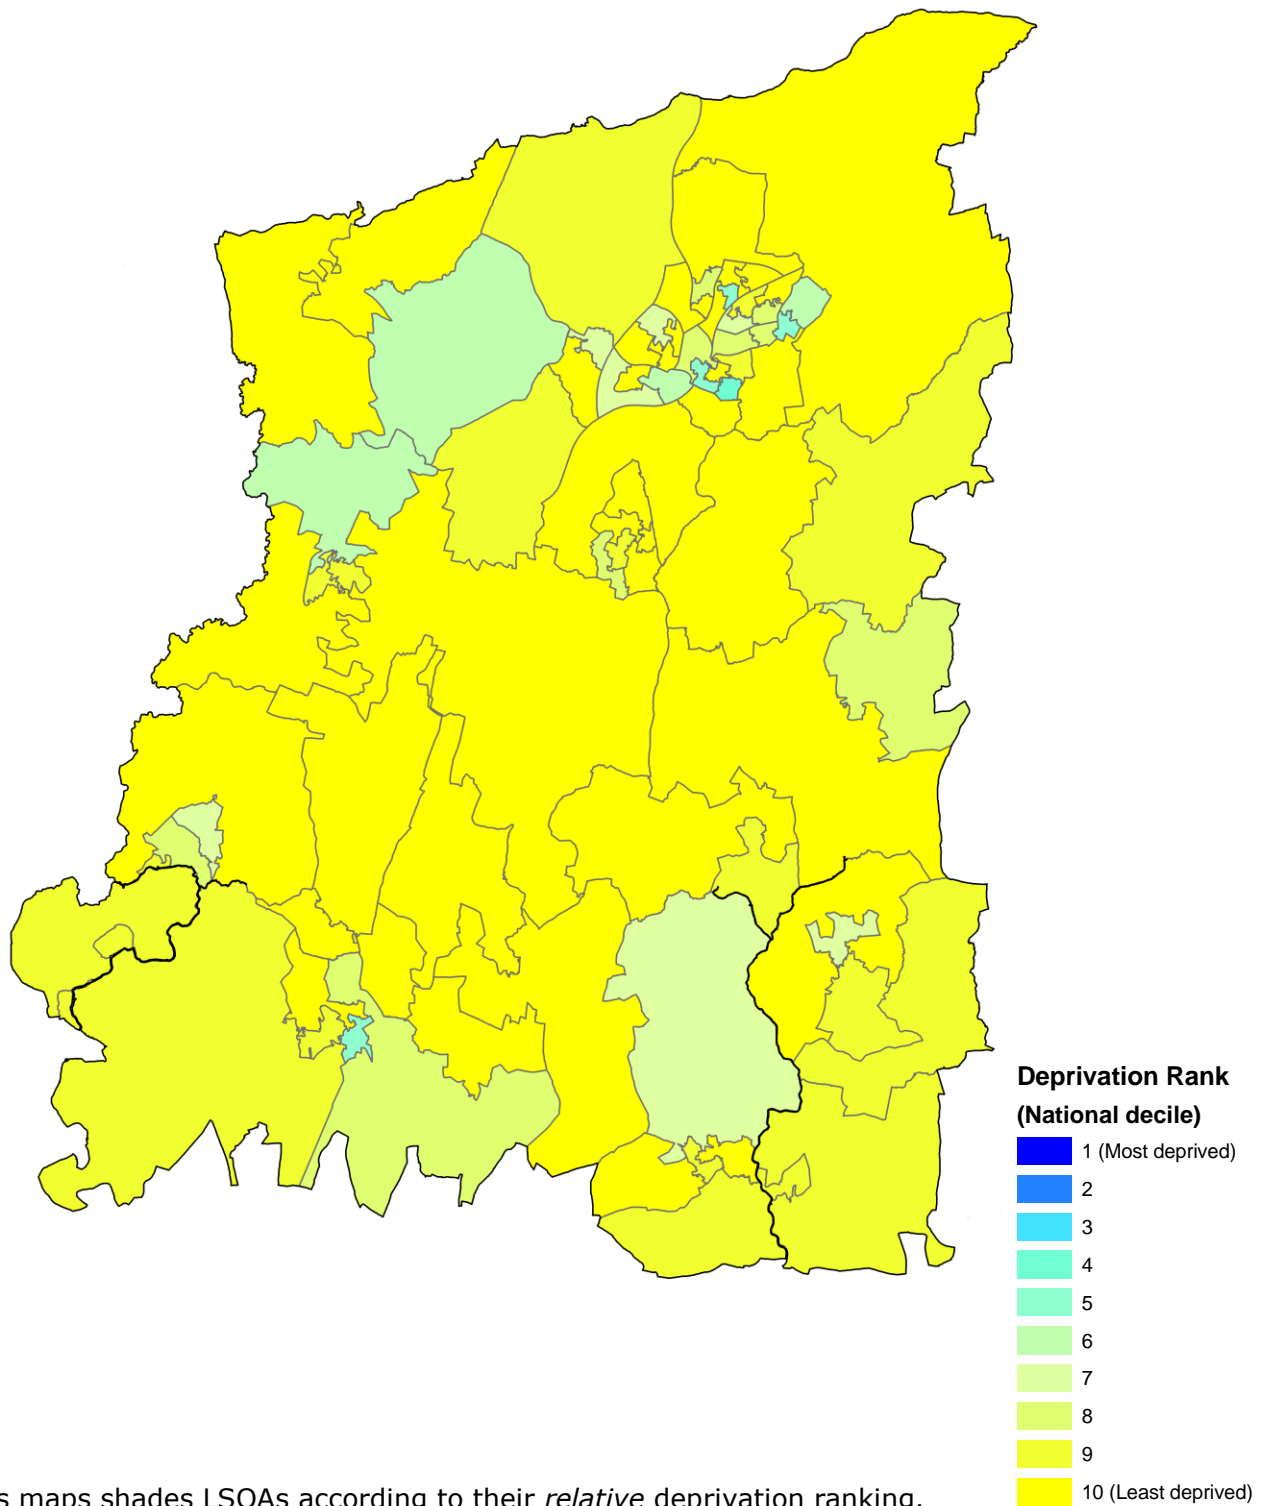 Deprivation Rank
(National decile)
1 (Most deprived)
2
3
4
5
6
7
8
9
10 (Least deprived)
maps shades LSOAs according to their relative deprivation ranking.